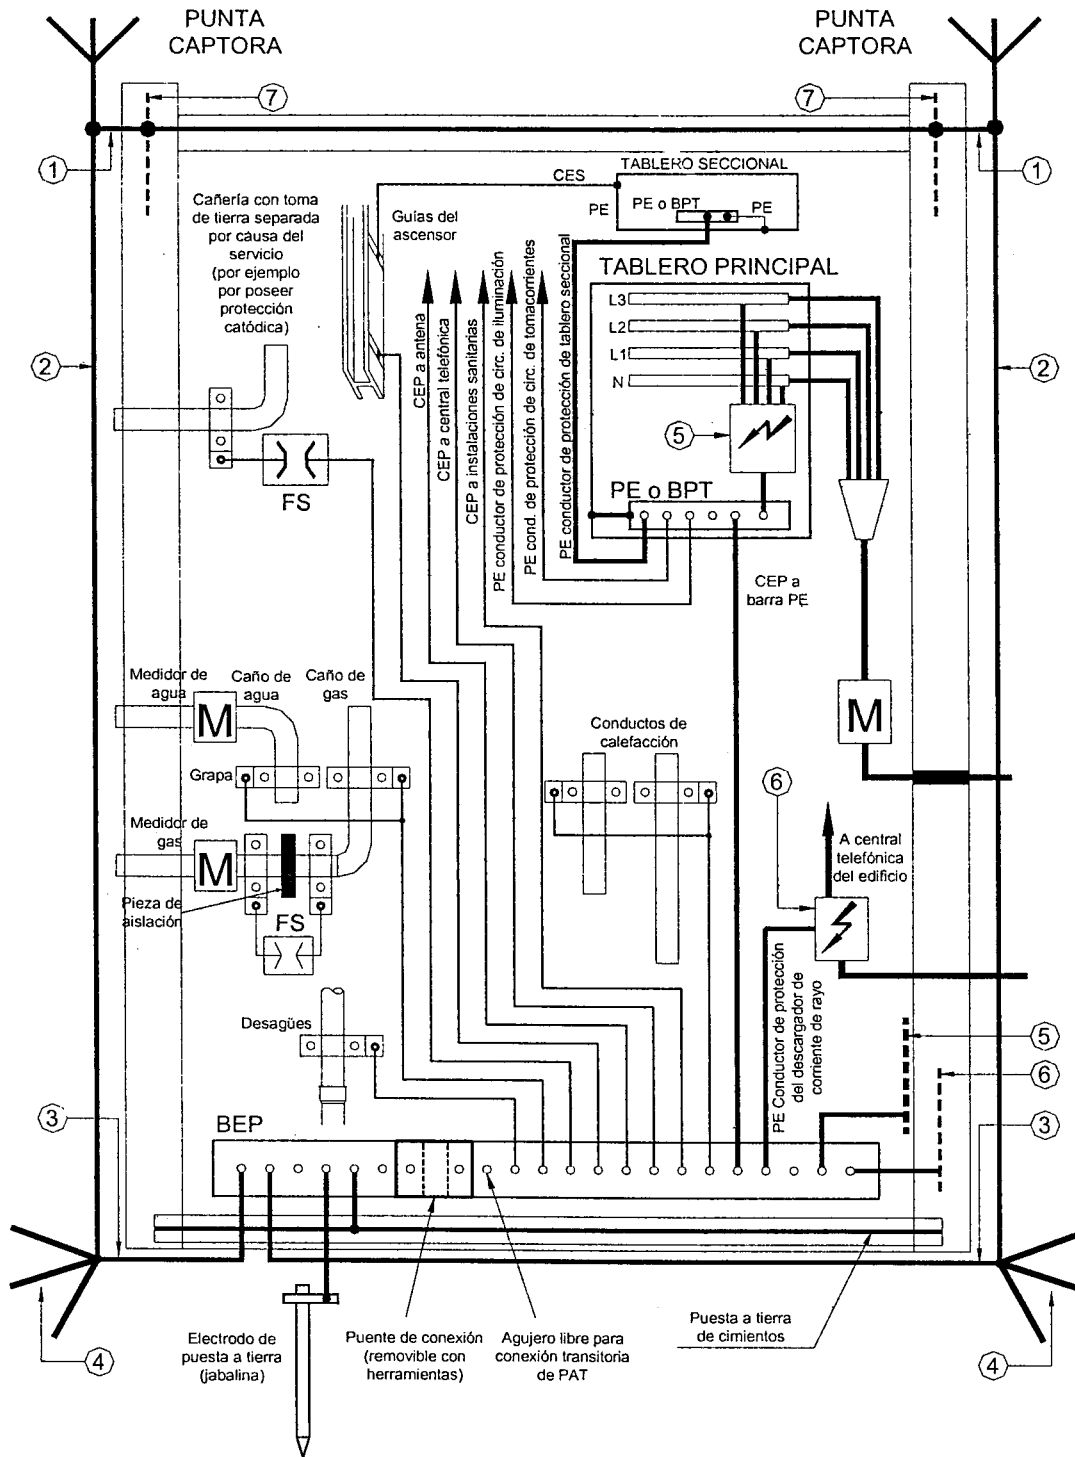 PUNTA
CAPTORA
PUNTA
CAPTORA
7
7
1
1
TABLERO SECCIONAL
CES
PE
PE o BPT
PE
Cañería con toma
de tierra separada
por causa del
servicio
(por ejemplo
por poseer
protección
catódica)
Guías del
ascensor
TABLERO PRINCIPAL
L3
L2
L1
N
2
2
5
CEP a antena
CEP a central telefónica
CEP a instalaciones sanitarias
PE conductor de protección de circ. de iluminación
PE cond. de protección de circ. de tomacorrientes
PE conductor de protección de tablero seccional
FS
PE o BPT
CEP a
barra PE
Medidor de
agua
Caño de
agua
Caño de
gas
M
M
Conductos de
calefacción
Grapa
6
Medidor de
gas
M
A central
telefónica
del edificio
Pieza de
aislación
FS
Desagües
PE Conductor de protección
del descargador de
corriente de rayo
5
6
3
3
BEP
4
4
Electrodo de
puesta a tierra
(jabalina)
Puente de conexión
(removible con
herramientas)
Agujero libre para
conexión transitoria
de PAT
Puesta a tierra
de cimientos